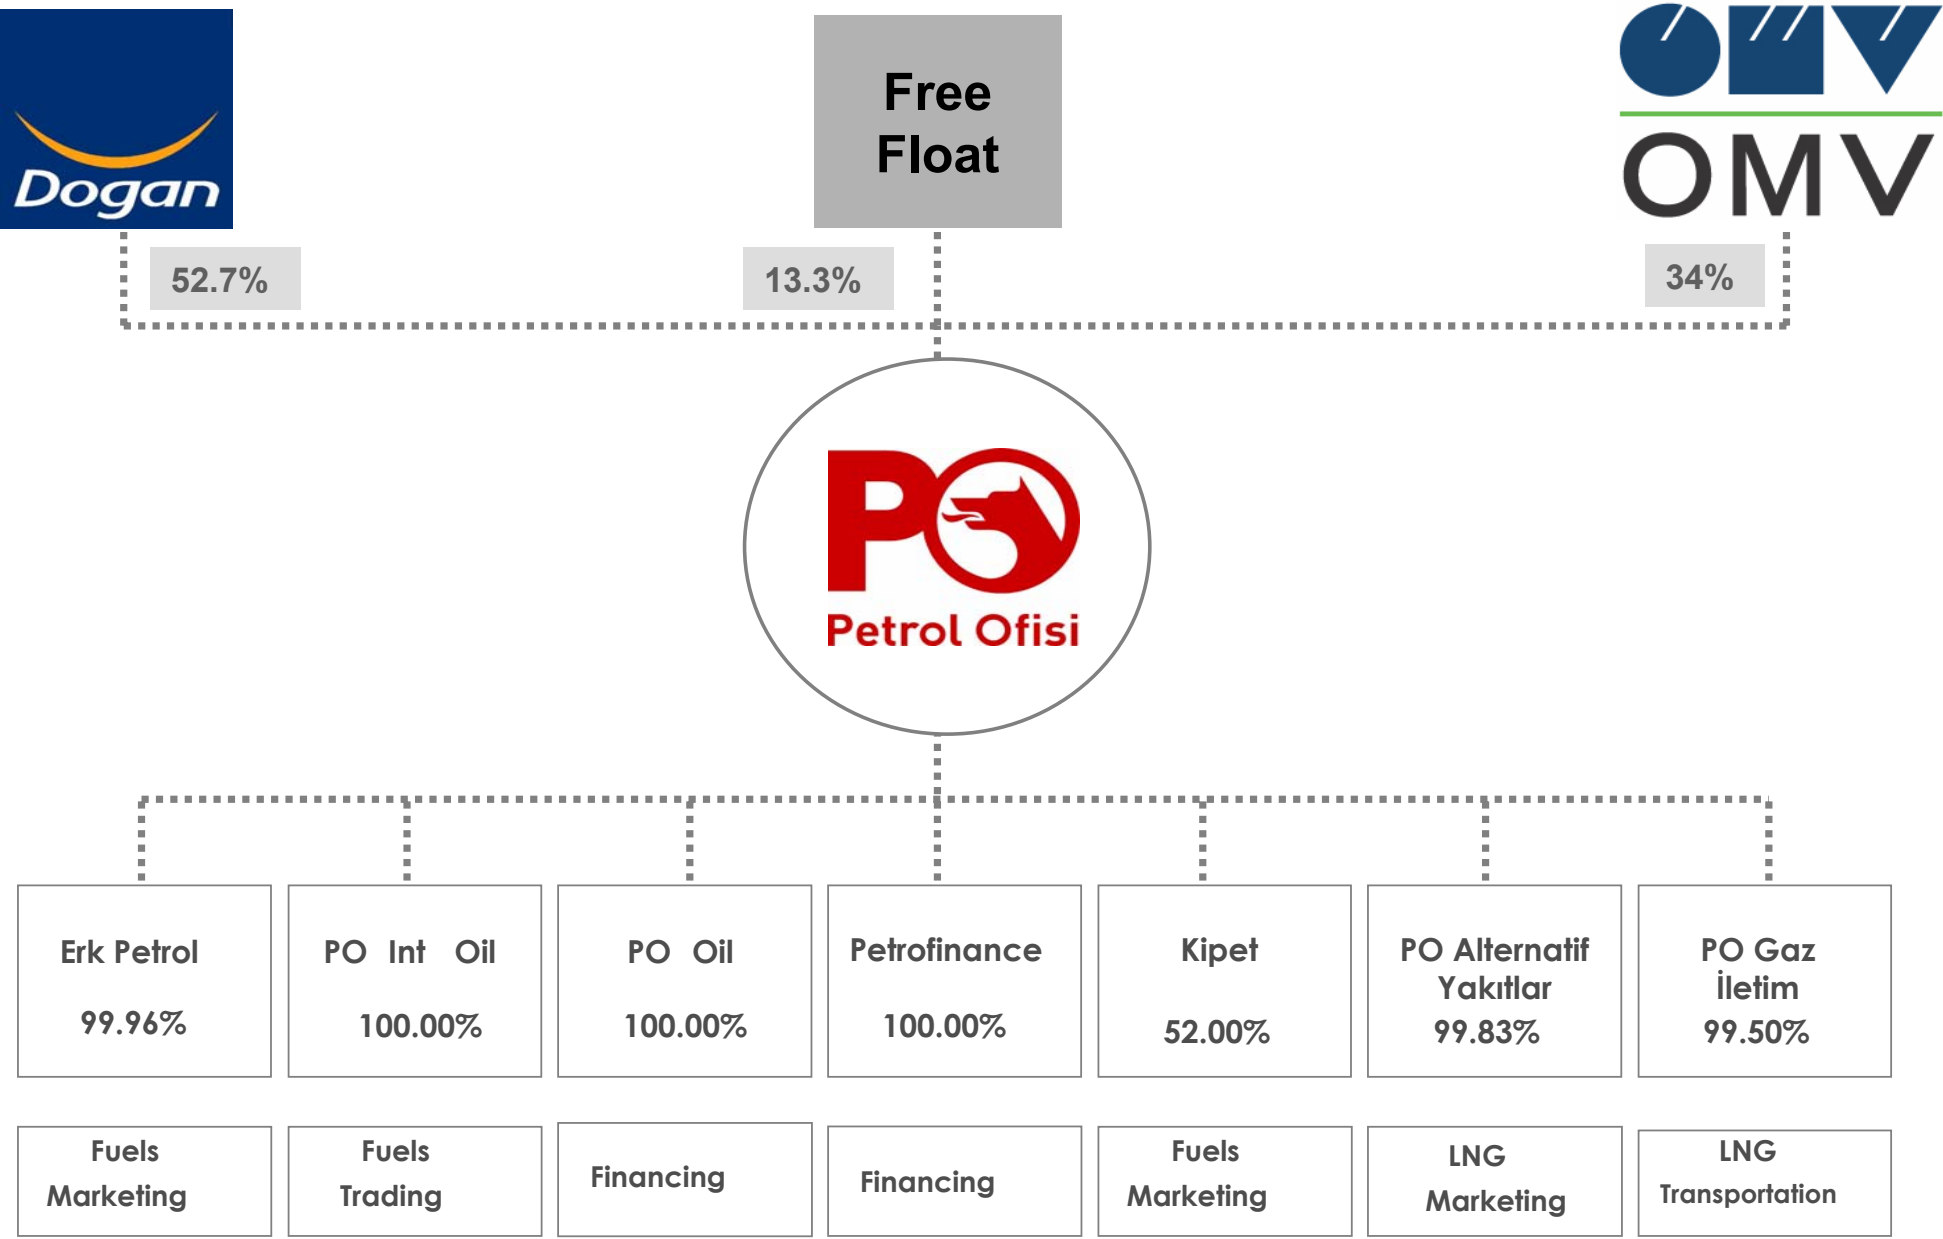 Dogan
Free
Float
OMV
52.7%
13.3%
34%
PO
Petrol Ofisi
Erk Petrol
99.96%
PO Int Oil
100.00%
PO Oil
100.00%
Petrofinance
100.00%
Kipet
52.00%
PO Alternatif
Yakıtlar
99.83%
PO Gaz
İletim
99.50%
Fuels
Marketing
Fuels
Trading
Financing
Financing
Fuels
Marketing
LNG
Marketing
LNG
Transportation